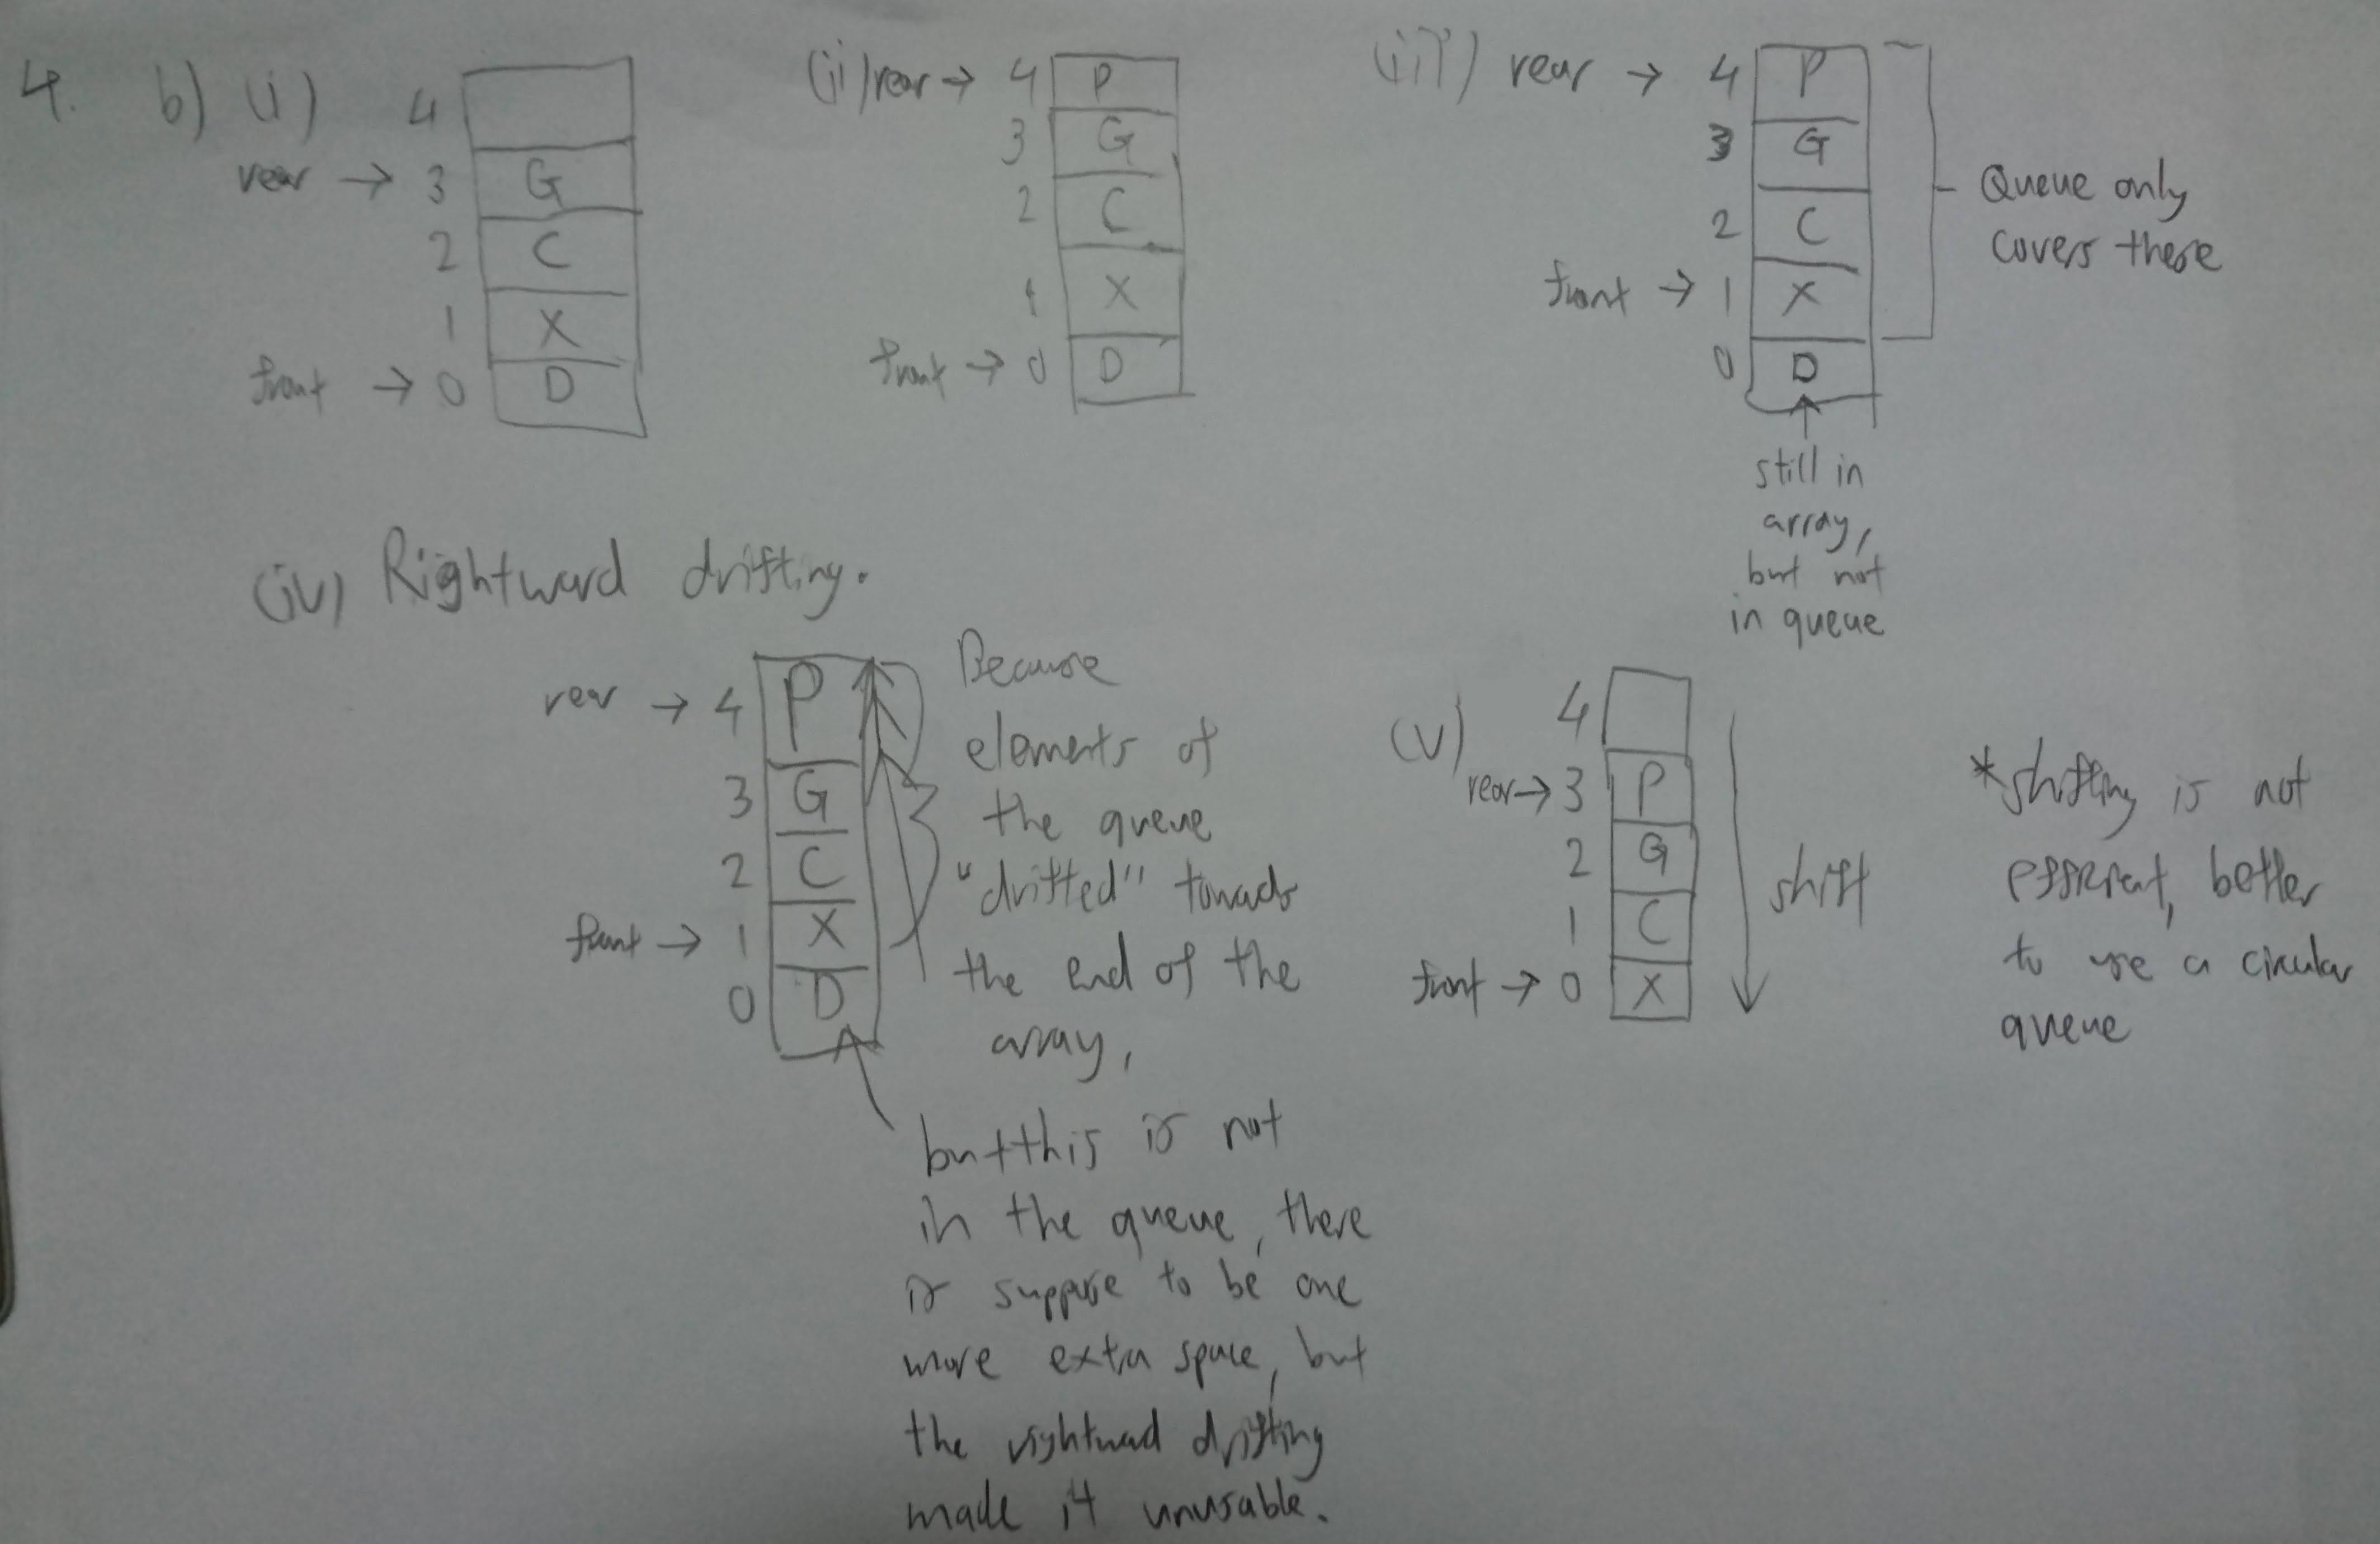 4. b) (i)
4
rear → 3 G
2 C
1 X
front → 0 D
(ii) rear → 4 P
3 G
2 C
1 X
front → 0 D
(iii) rear → 4 P
3 G
2 C
front → 1 X
0 D
Queue only
covers these
still in
array,
but not
in queue
(iv) Rightward drifting.
rear → 4 P
3 G
2 C
front → 1 X
0 D
Because
elements of
the queue
"drifted" towards
the end of the
array,
but this is not
in the queue, there
is suppose to be one
more extra space, but
the rightward drifting
made it unusable.
(v)
4
rear → 3 P
2 G
1 C
front → 0 X
shift
*shifting is not
efficient, better
to use a circular
queue